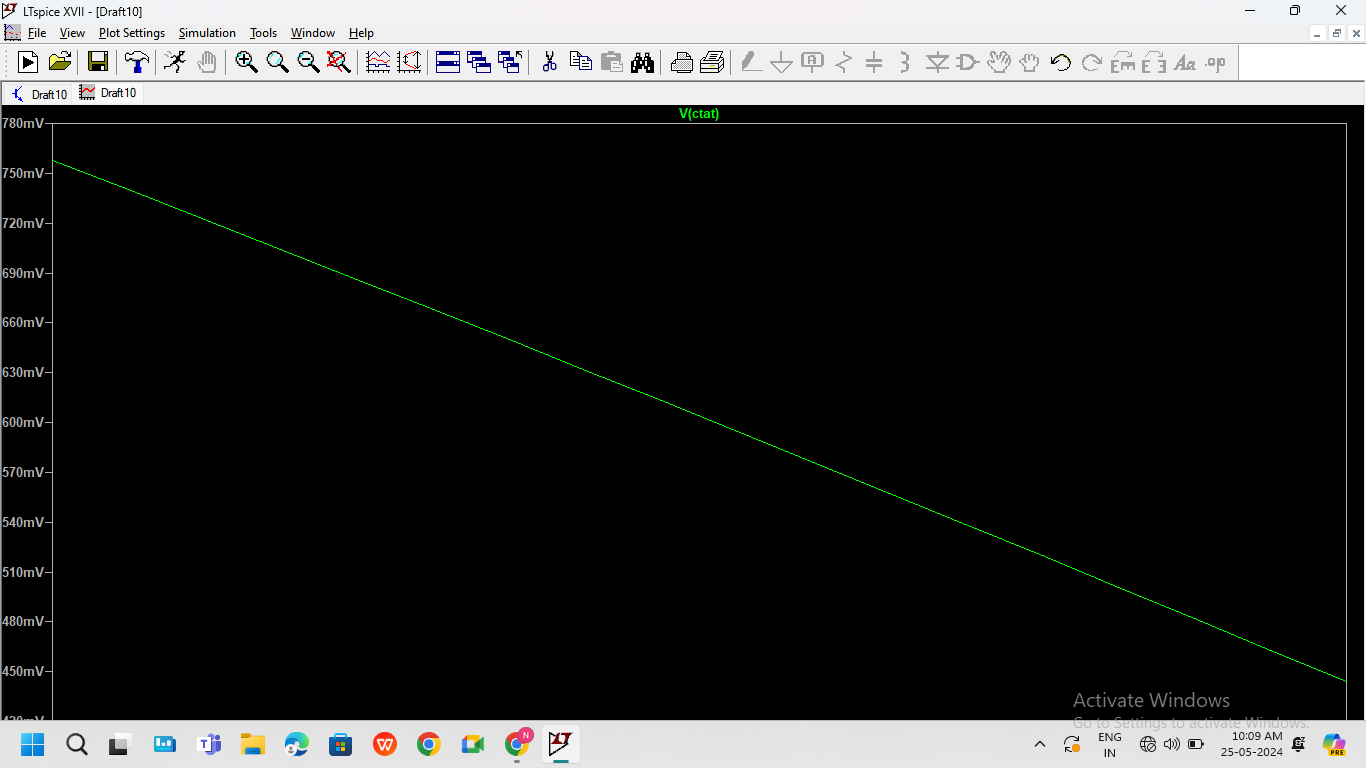 LTspice XVII - [Draft10]
File View Plot Settings Simulation Tools Window Help
Draft10 Draft10
V(ctat)
780mV
750mV
720mV
690mV
660mV
630mV
600mV
570mV
540mV
510mV
480mV
450mV
Activate Windows
Go to Settings to activate Windows.
ENG
IN
10:09 AM
25-05-2024